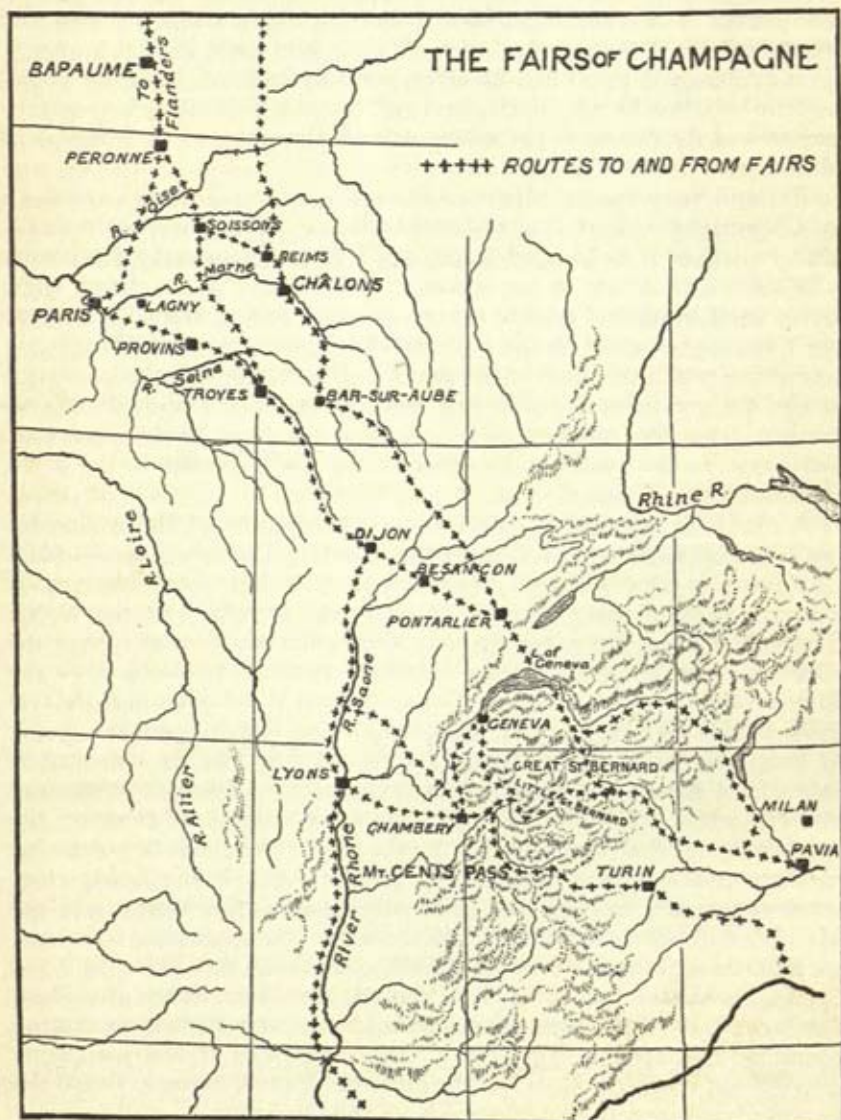 THE FAIRS OF CHAMPAGNE
+++++ ROUTES TO AND FROM FAIRS
BAPAUME
To Flanders
PERONNE
R. Oise
SOISSONS
REIMS
R. Marne
CHÂLONS
PARIS
LAGNY
PROVINS
R. Seine
TROYES
BAR-SUR-AUBE
Rhine R.
R. Loire
DIJON
BESANÇON
PONTARLIER
L. of Geneva
R. Saone
GENEVA
LYONS
GREAT ST BERNARD
LITTLE ST BERNARD
R. Allier
CHAMBERY
MILAN
PAVIA
MT. CENIS PASS
TURIN
River Rhone